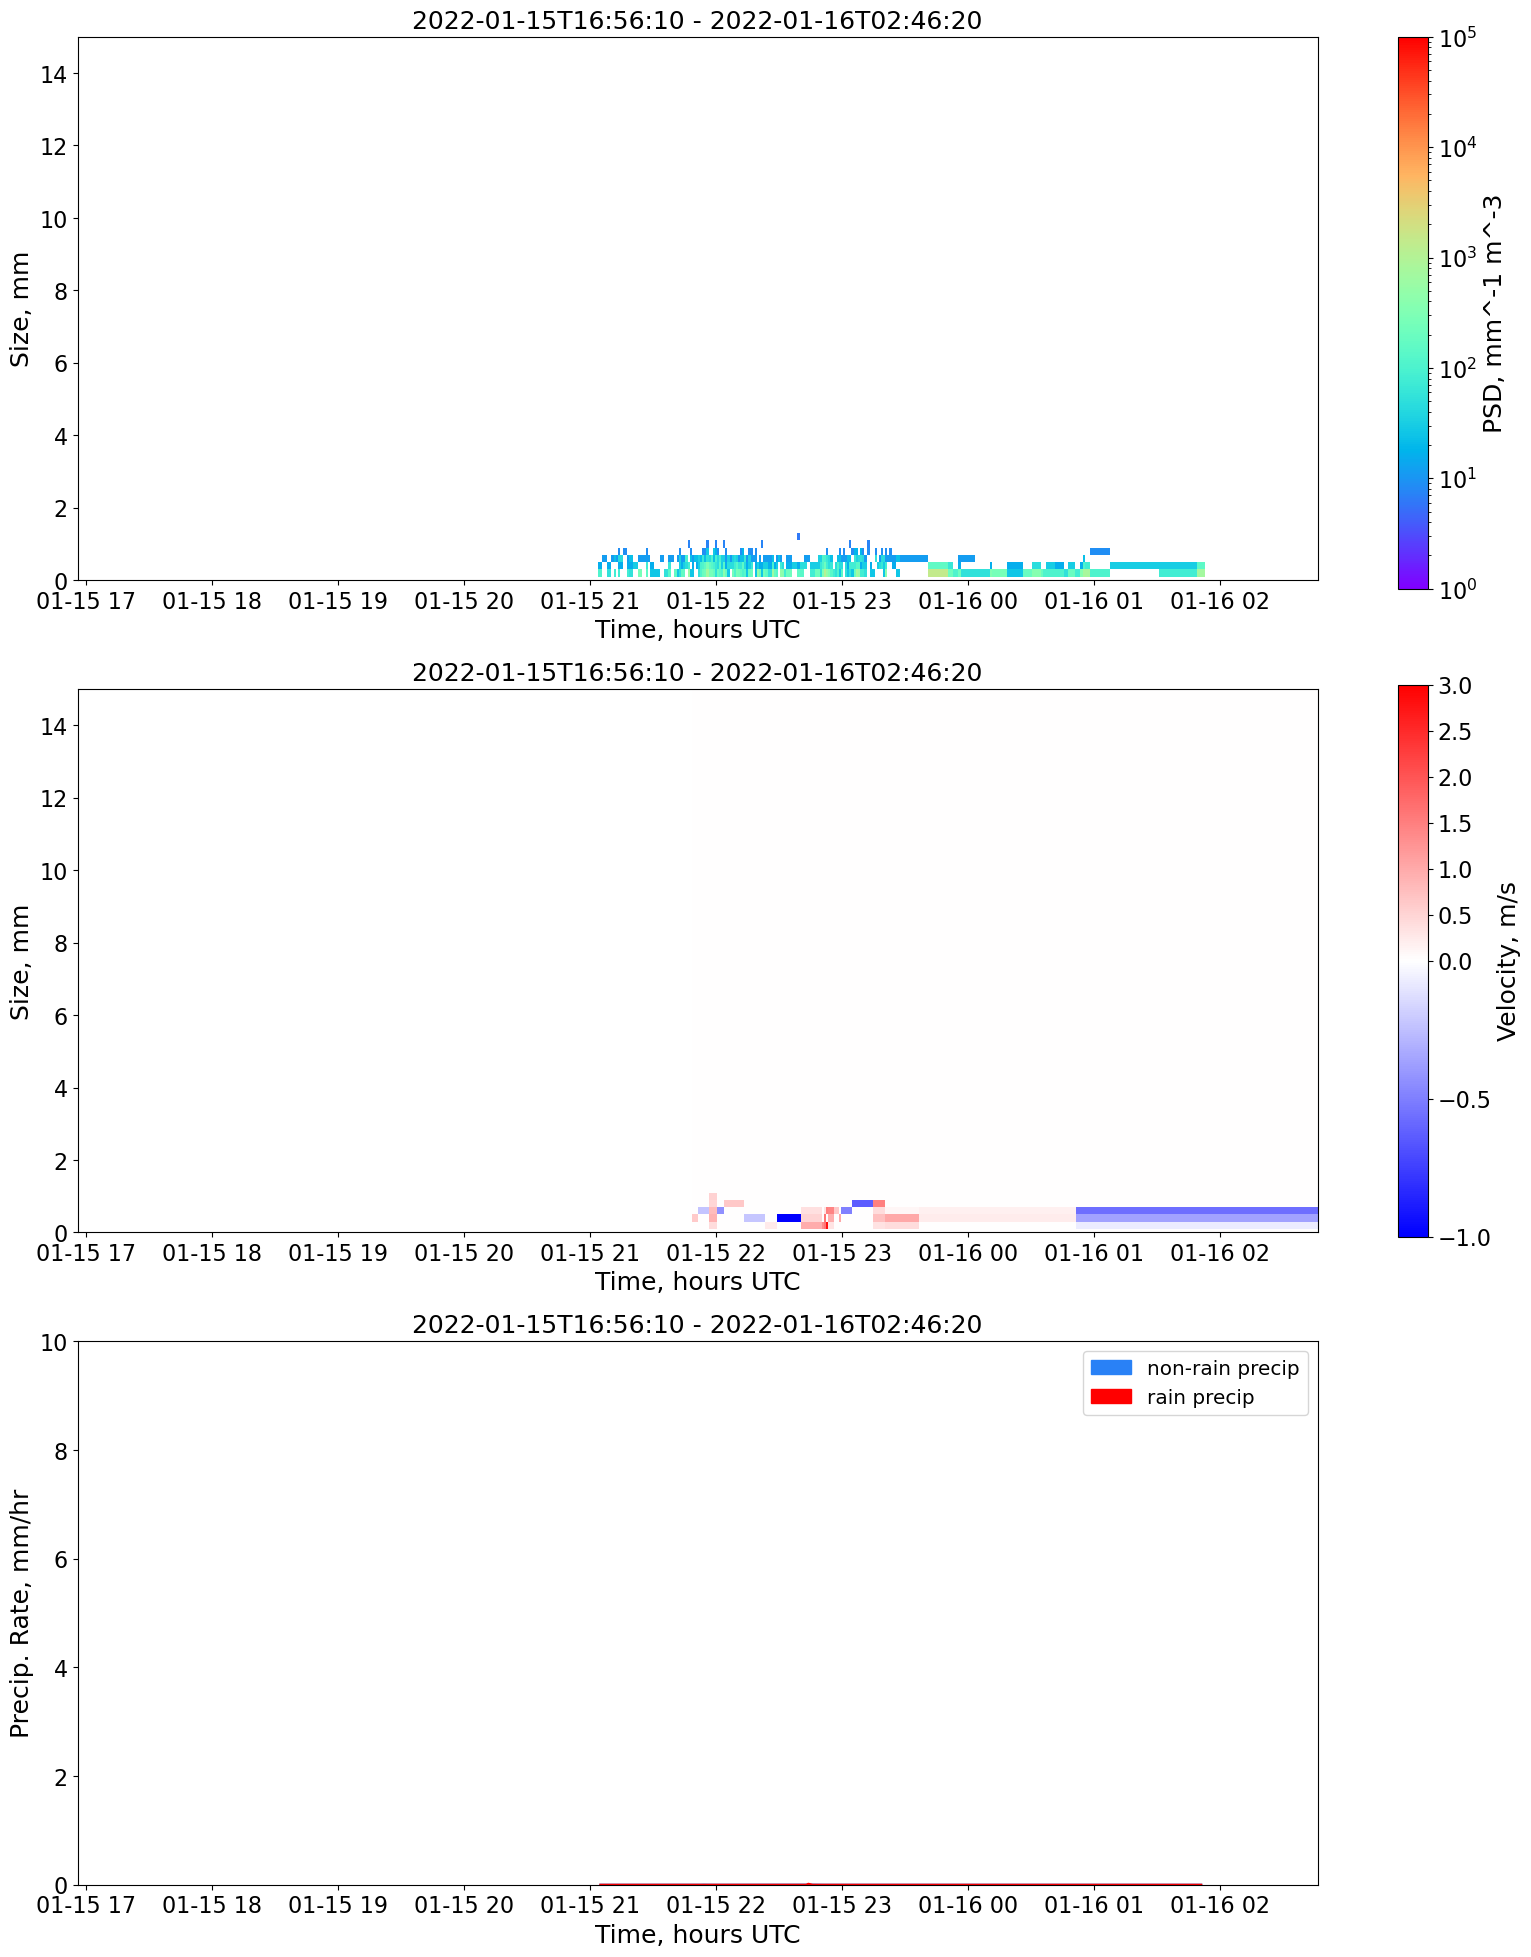 2022-01-15T16:56:10 - 2022-01-16T02:46:20
14
12
10
8
6
4
2
0
Size, mm
01-15 17 01-15 18 01-15 19 01-15 20 01-15 21 01-15 22 01-15 23 01-16 00 01-16 01 01-16 02
Time, hours UTC
10^5
10^4
10^3
10^2
10^1
10^0
PSD, mm^-1 m^-3
2022-01-15T16:56:10 - 2022-01-16T02:46:20
14
12
10
8
6
4
2
0
Size, mm
01-15 17 01-15 18 01-15 19 01-15 20 01-15 21 01-15 22 01-15 23 01-16 00 01-16 01 01-16 02
Time, hours UTC
3.0
2.5
2.0
1.5
1.0
0.5
0.0
−0.5
−1.0
Velocity, m/s
2022-01-15T16:56:10 - 2022-01-16T02:46:20
10
8
6
4
2
0
Precip. Rate, mm/hr
non-rain precip
rain precip
01-15 17 01-15 18 01-15 19 01-15 20 01-15 21 01-15 22 01-15 23 01-16 00 01-16 01 01-16 02
Time, hours UTC